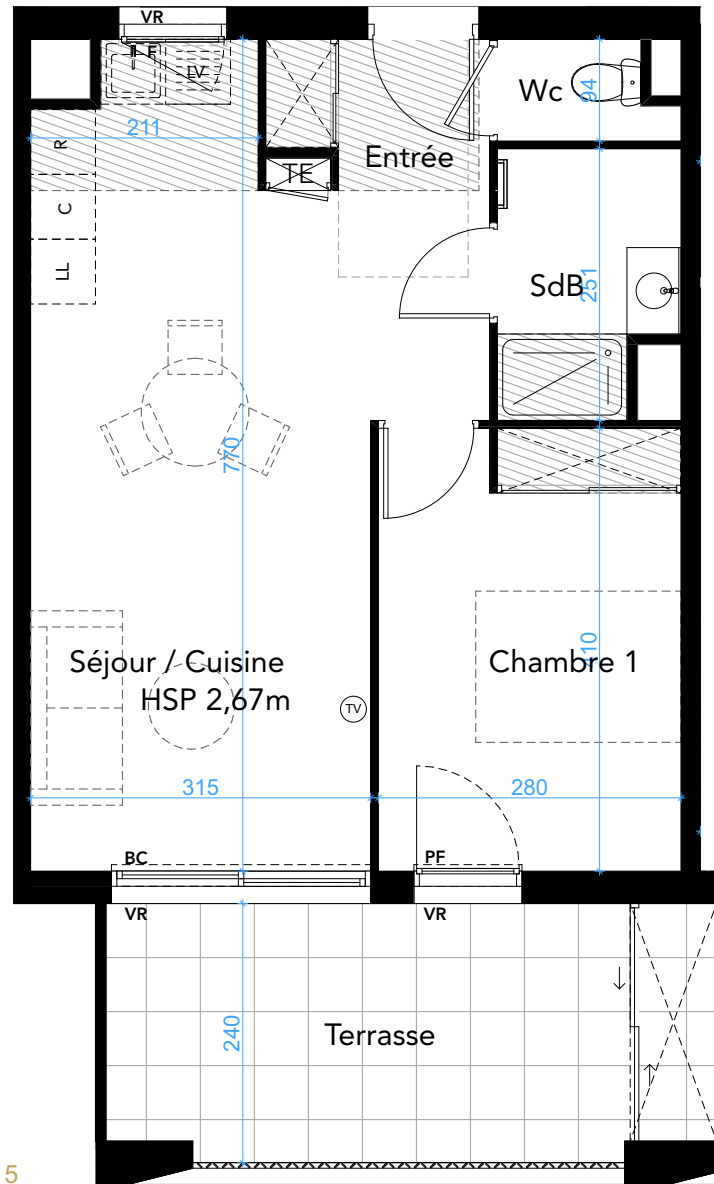 VR
F
LV
211
R
TE
Entrée
Wc
94
C
LL
SdB
251
770
Séjour / Cuisine
HSP 2,67m
TV
Chambre 1
410
315
280
BC
PF
VR
VR
240
Terrasse
5